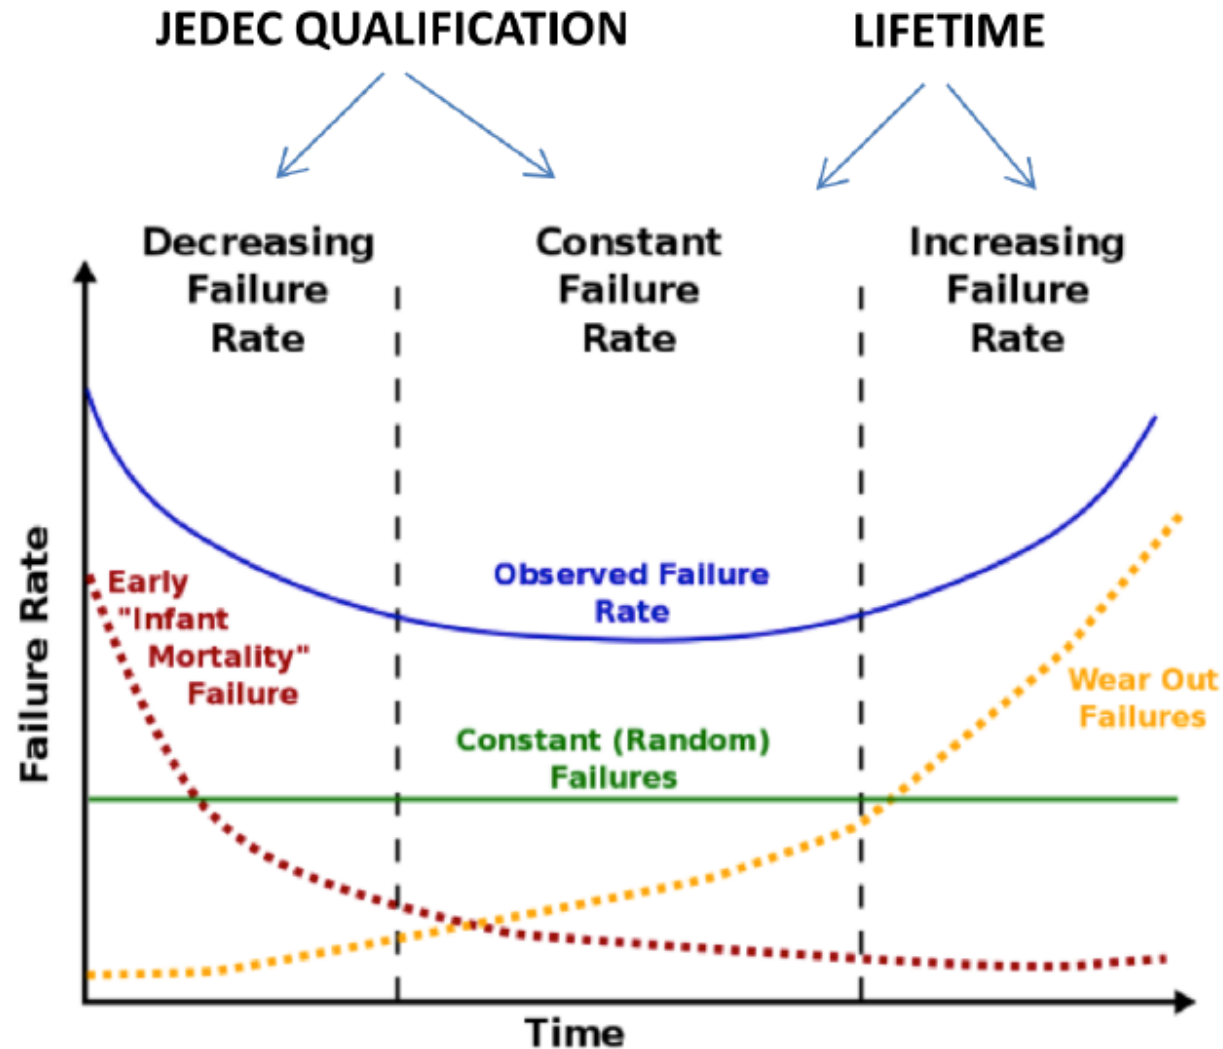 JEDEC QUALIFICATION
LIFETIME
Decreasing
Failure
Rate
Constant
Failure
Rate
Increasing
Failure
Rate
Failure Rate
Observed Failure
Rate
Early
"Infant
Mortality"
Failure
Wear Out
Failures
Constant (Random)
Failures
Time